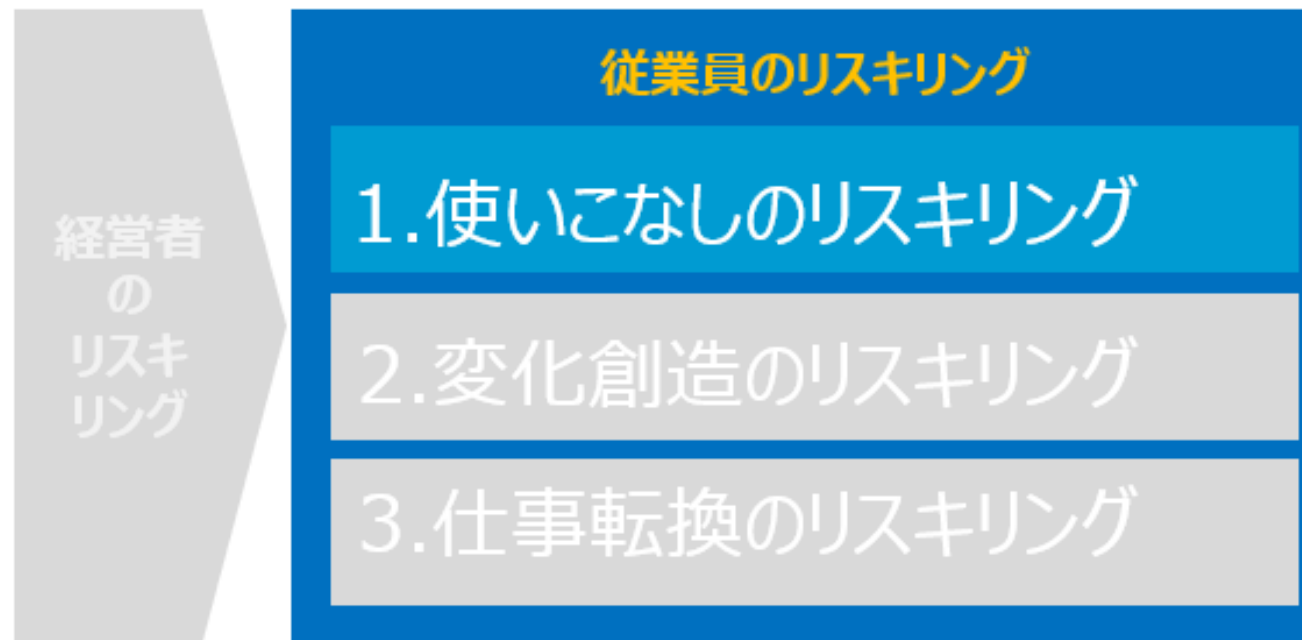 経営者
の
リスキ
リング
従業員のリスキリング
1.使いこなしのリスキリング
2.変化創造のリスキリング
3.仕事転換のリスキリング